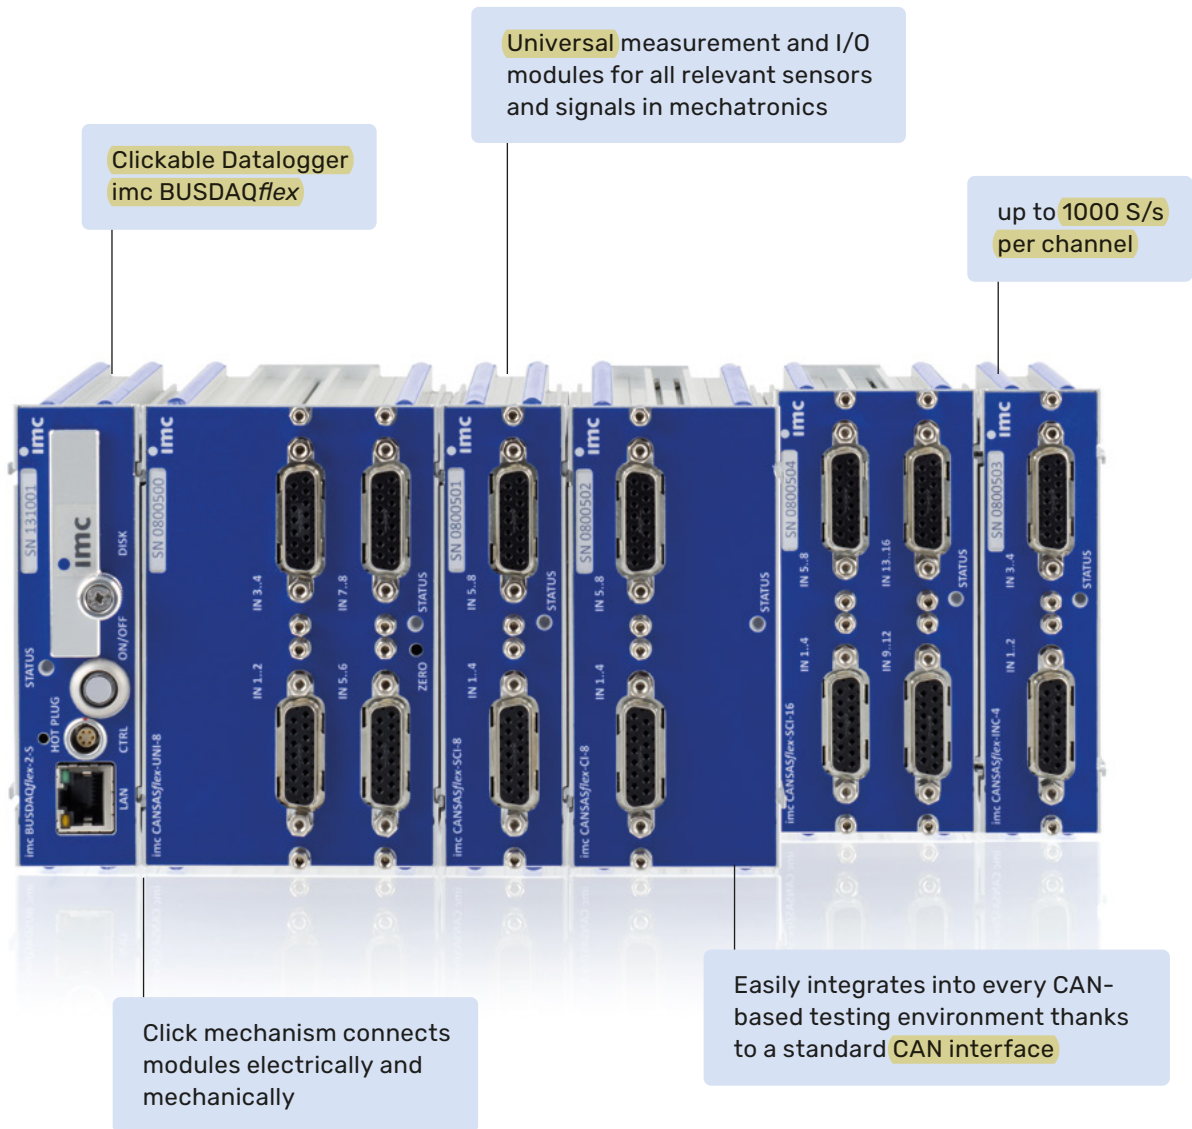 Universal measurement and I/O
modules for all relevant sensors
and signals in mechatronics
Clickable Datalogger
imc BUSDAQflex
up to 1000 S/s
per channel
imc
SN 131001
imc
DISK
ON/OFF
STATUS
HOT PLUG
CTRL
LAN
imc BUSDAQflex-2-S
imc
SN 0800500
IN 3..4
IN 7..8
STATUS
ZERO
IN 1..2
IN 5..6
imc CANSASflex-UNI-8
imc
SN 0800501
IN 5..8
STATUS
IN 1..4
imc CANSASflex-SCI-8
imc
SN 0800502
IN 5..8
STATUS
IN 1..4
imc CANSASflex-CI-8
imc
SN 0800504
IN 5..8
IN 13..16
STATUS
IN 1..4
IN 9..12
imc CANSASflex-SCI-16
imc
SN 0800503
IN 3..4
STATUS
IN 1..2
imc CANSASflex-INC-4
Click mechanism connects
modules electrically and
mechanically
Easily integrates into every CAN-
based testing environment thanks
to a standard CAN interface